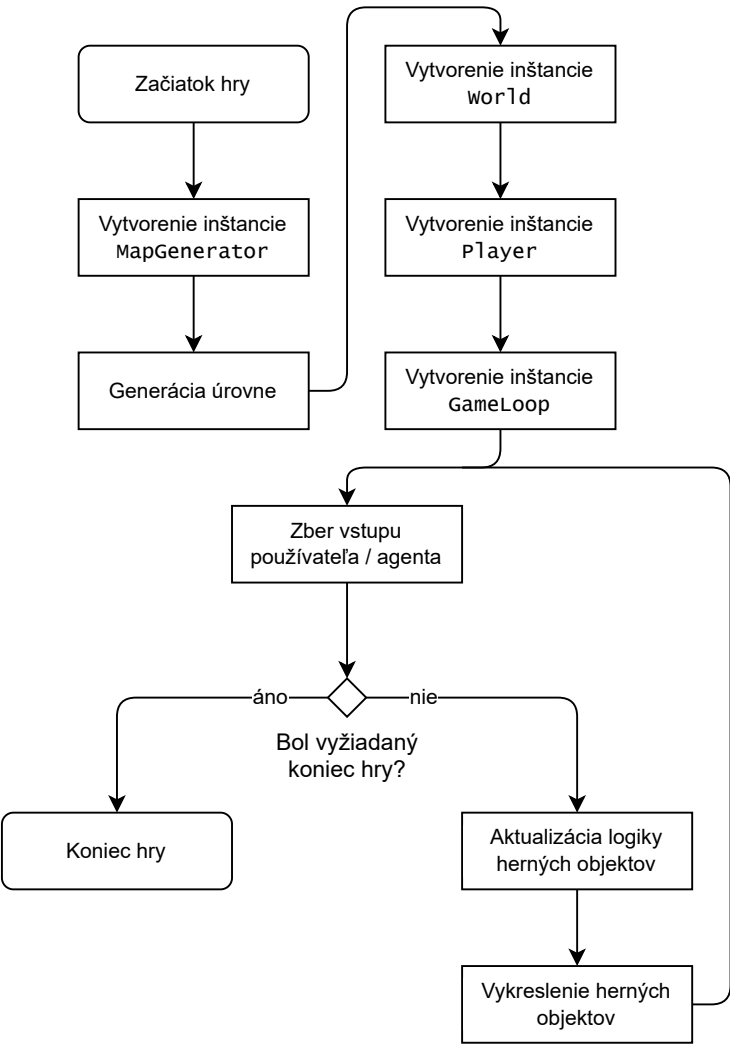 Začiatok hry
Vytvorenie inštancie
MapGenerator
Generácia úrovne
Vytvorenie inštancie
World
Vytvorenie inštancie
Player
Vytvorenie inštancie
GameLoop
Zber vstupu
používateľa / agenta
áno
nie
Bol vyžiadaný
koniec hry?
Koniec hry
Aktualizácia logiky
herných objektov
Vykreslenie herných
objektov